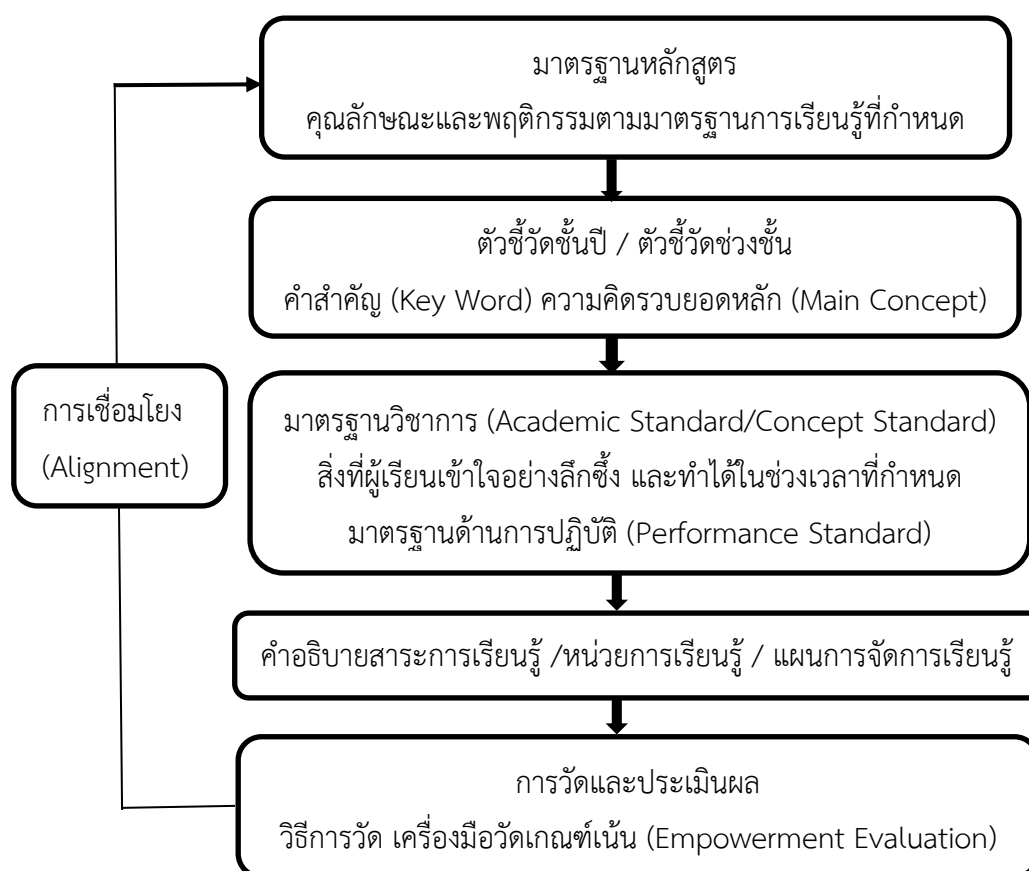 มาตรฐานหลักสูตร
คุณลักษณะและพฤติกรรมตามมาตรฐานการเรียนรู้ที่กำหนด
ตัวชี้วัดชั้นปี / ตัวชี้วัดช่วงชั้น
คำสำคัญ (Key Word) ความคิดรวบยอดหลัก (Main Concept)
การเชื่อมโยง
(Alignment)
มาตรฐานวิชาการ (Academic Standard/Concept Standard)
สิ่งที่ผู้เรียนเข้าใจอย่างลึกซึ้ง และทำได้ในช่วงเวลาที่กำหนด
มาตรฐานด้านการปฏิบัติ (Performance Standard)
คำอธิบายสาระการเรียนรู้ /หน่วยการเรียนรู้ / แผนการจัดการเรียนรู้
การวัดและประเมินผล
วิธีการวัด เครื่องมือวัดเกณฑ์เน้น (Empowerment Evaluation)